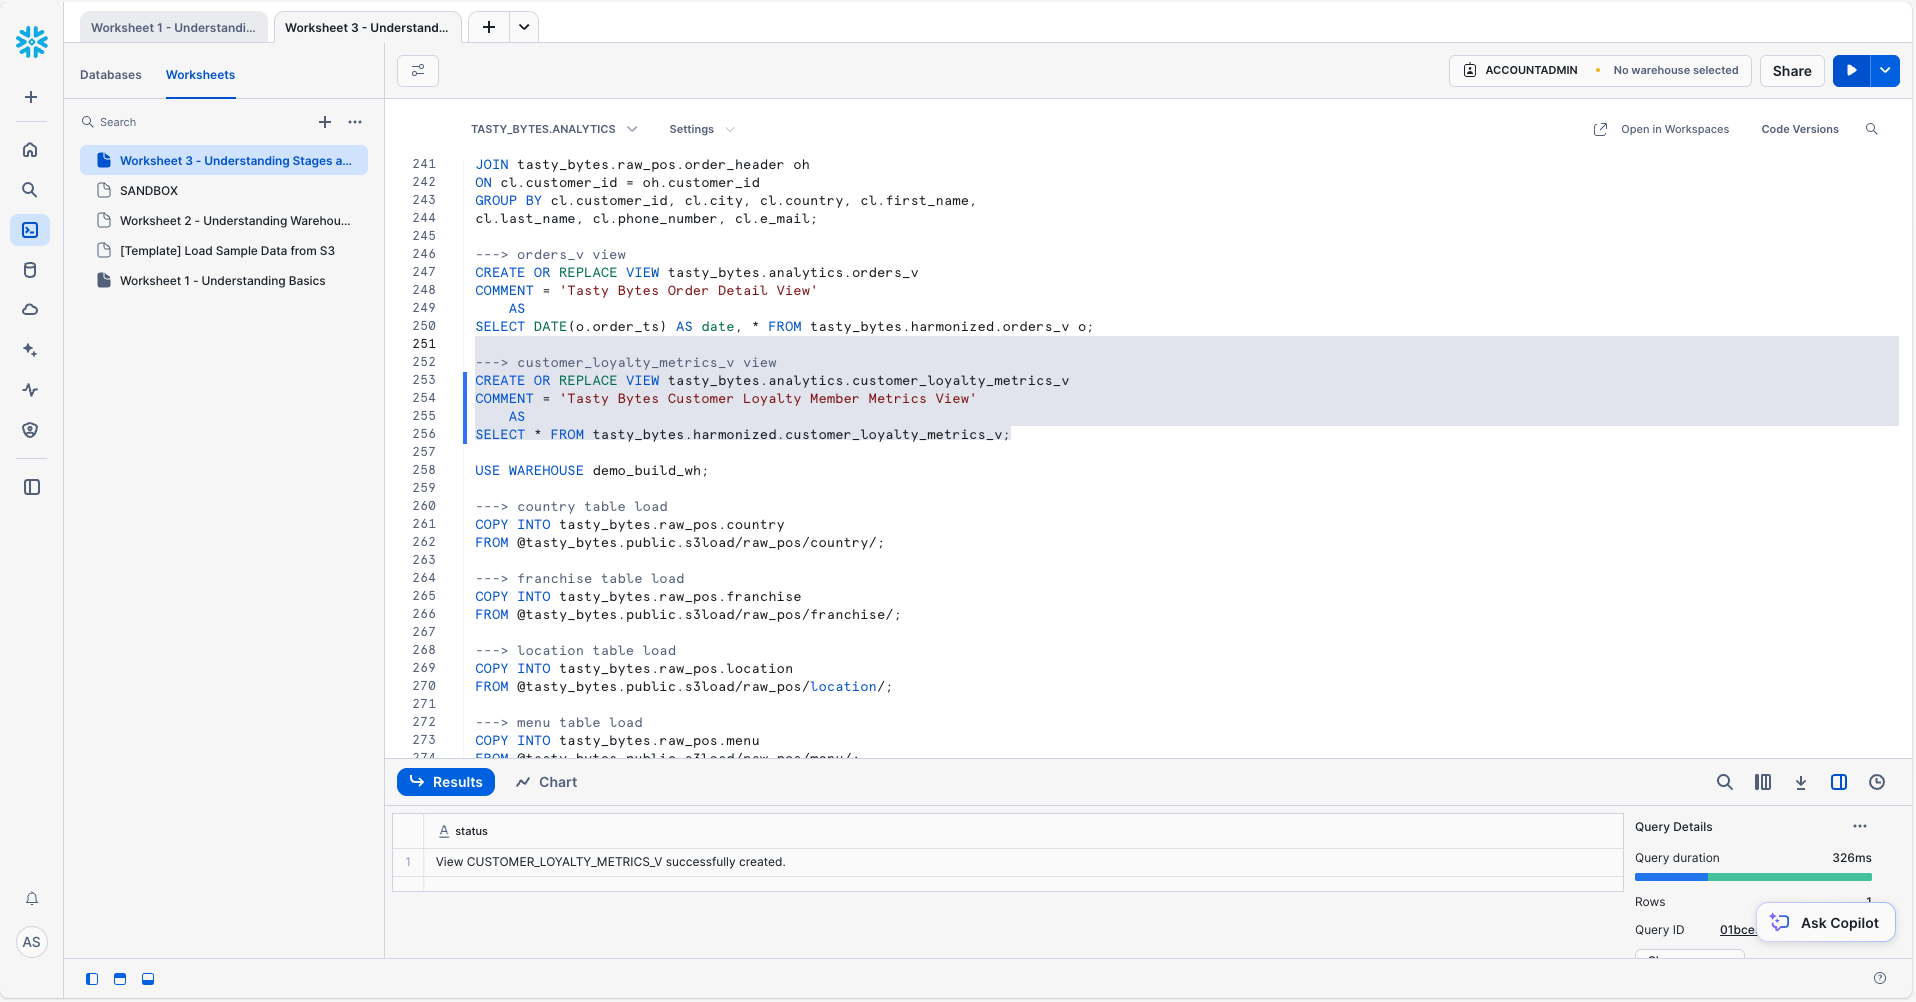 Worksheet 1 - Understandi...
Worksheet 3 - Understand...
Databases
Worksheets
ACCOUNTADMIN
No warehouse selected
Share
Search
Worksheet 3 - Understanding Stages a...
SANDBOX
Worksheet 2 - Understanding Warehou...
[Template] Load Sample Data from S3
Worksheet 1 - Understanding Basics
TASTY_BYTES.ANALYTICS
Settings
Open in Workspaces
Code Versions
241 JOIN tasty_bytes.raw_pos.order_header oh
242 ON cl.customer_id = oh.customer_id
243 GROUP BY cl.customer_id, cl.city, cl.country, cl.first_name,
244 cl.last_name, cl.phone_number, cl.e_mail;
245
246 ---> orders_v view
247 CREATE OR REPLACE VIEW tasty_bytes.analytics.orders_v
248 COMMENT = 'Tasty Bytes Order Detail View'
249     AS
250 SELECT DATE(o.order_ts) AS date, * FROM tasty_bytes.harmonized.orders_v o;
251
252 ---> customer_loyalty_metrics_v view
253 CREATE OR REPLACE VIEW tasty_bytes.analytics.customer_loyalty_metrics_v
254 COMMENT = 'Tasty Bytes Customer Loyalty Member Metrics View'
255     AS
256 SELECT * FROM tasty_bytes.harmonized.customer_loyalty_metrics_v;
257
258 USE WAREHOUSE demo_build_wh;
259
260 ---> country table load
261 COPY INTO tasty_bytes.raw_pos.country
262 FROM @tasty_bytes.public.s3load/raw_pos/country/;
263
264 ---> franchise table load
265 COPY INTO tasty_bytes.raw_pos.franchise
266 FROM @tasty_bytes.public.s3load/raw_pos/franchise/;
267
268 ---> location table load
269 COPY INTO tasty_bytes.raw_pos.location
270 FROM @tasty_bytes.public.s3load/raw_pos/location/;
271
272 ---> menu table load
273 COPY INTO tasty_bytes.raw_pos.menu
274 FROM @tasty_bytes.public.s3load/raw_pos/menu/;
Results
Chart
A status
1 View CUSTOMER_LOYALTY_METRICS_V successfully created.
Query Details
Query duration 326ms
Rows 1
Query ID 01bce
Ask Copilot
AS